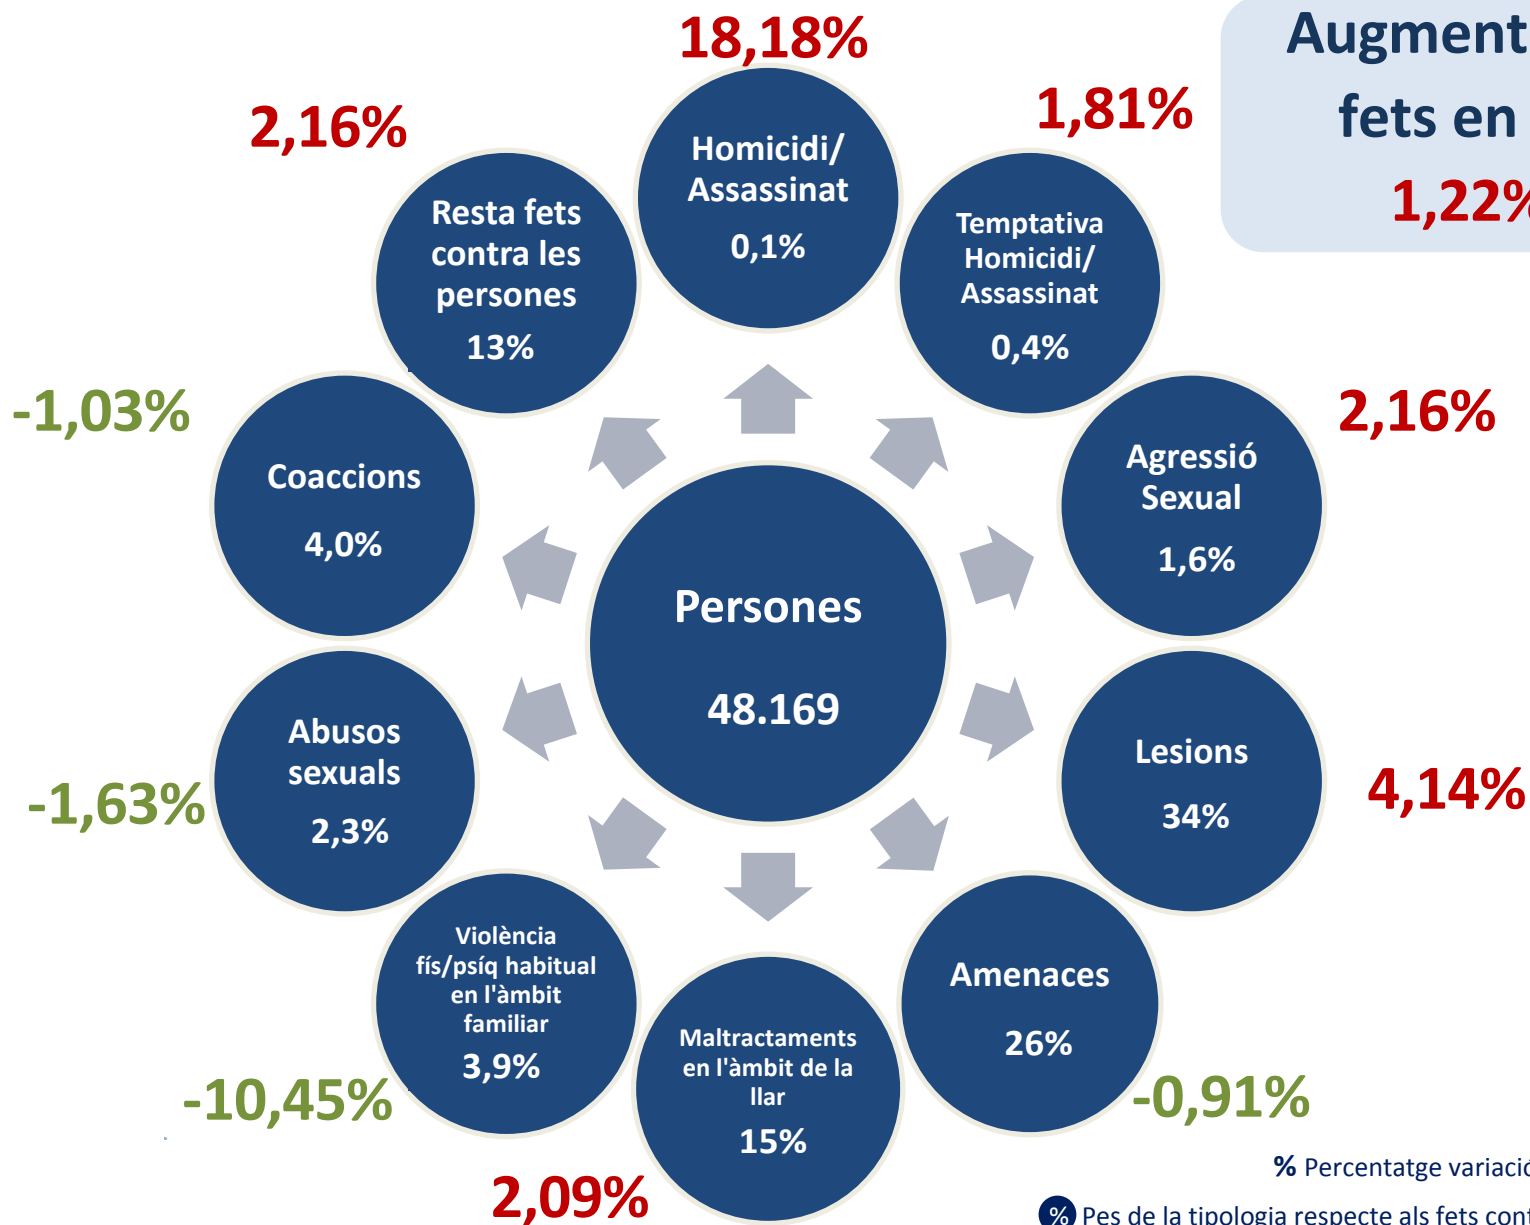 18,18%
Augment
fets en
1,22%
2,16%
1,81%
Homicidi/
Assassinat
0,1%
Resta fets
contra les
persones
13%
Temptativa
Homicidi/
Assassinat
0,4%
-1,03%
2,16%
Coaccions
4,0%
Agressió
Sexual
1,6%
Persones
48.169
Abusos
sexuals
2,3%
-1,63%
Lesions
34%
4,14%
Violència
fís/psíq habitual
en l'àmbit
familiar
3,9%
-10,45%
Maltractaments
en l'àmbit de la
llar
15%
2,09%
Amenaces
26%
-0,91%
% Percentatge variació
% Pes de la tipologia respecte als fets